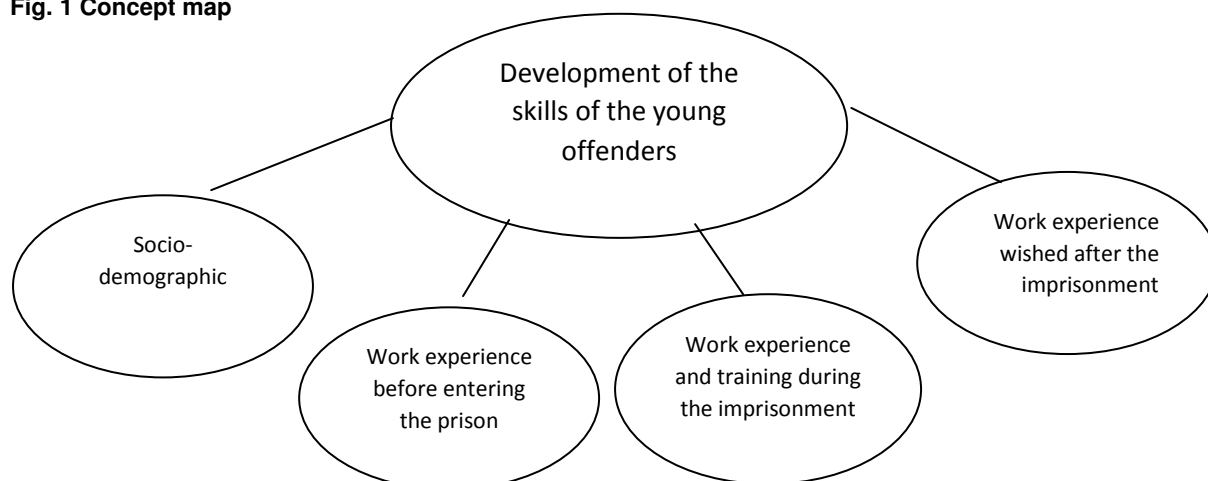 Fig. 1 Concept map
Development of the
skills of the young
offenders
Socio-
demographic
Work experience
before entering
the prison
Work experience
and training during
the imprisonment
Work experience
wished after the
imprisonment